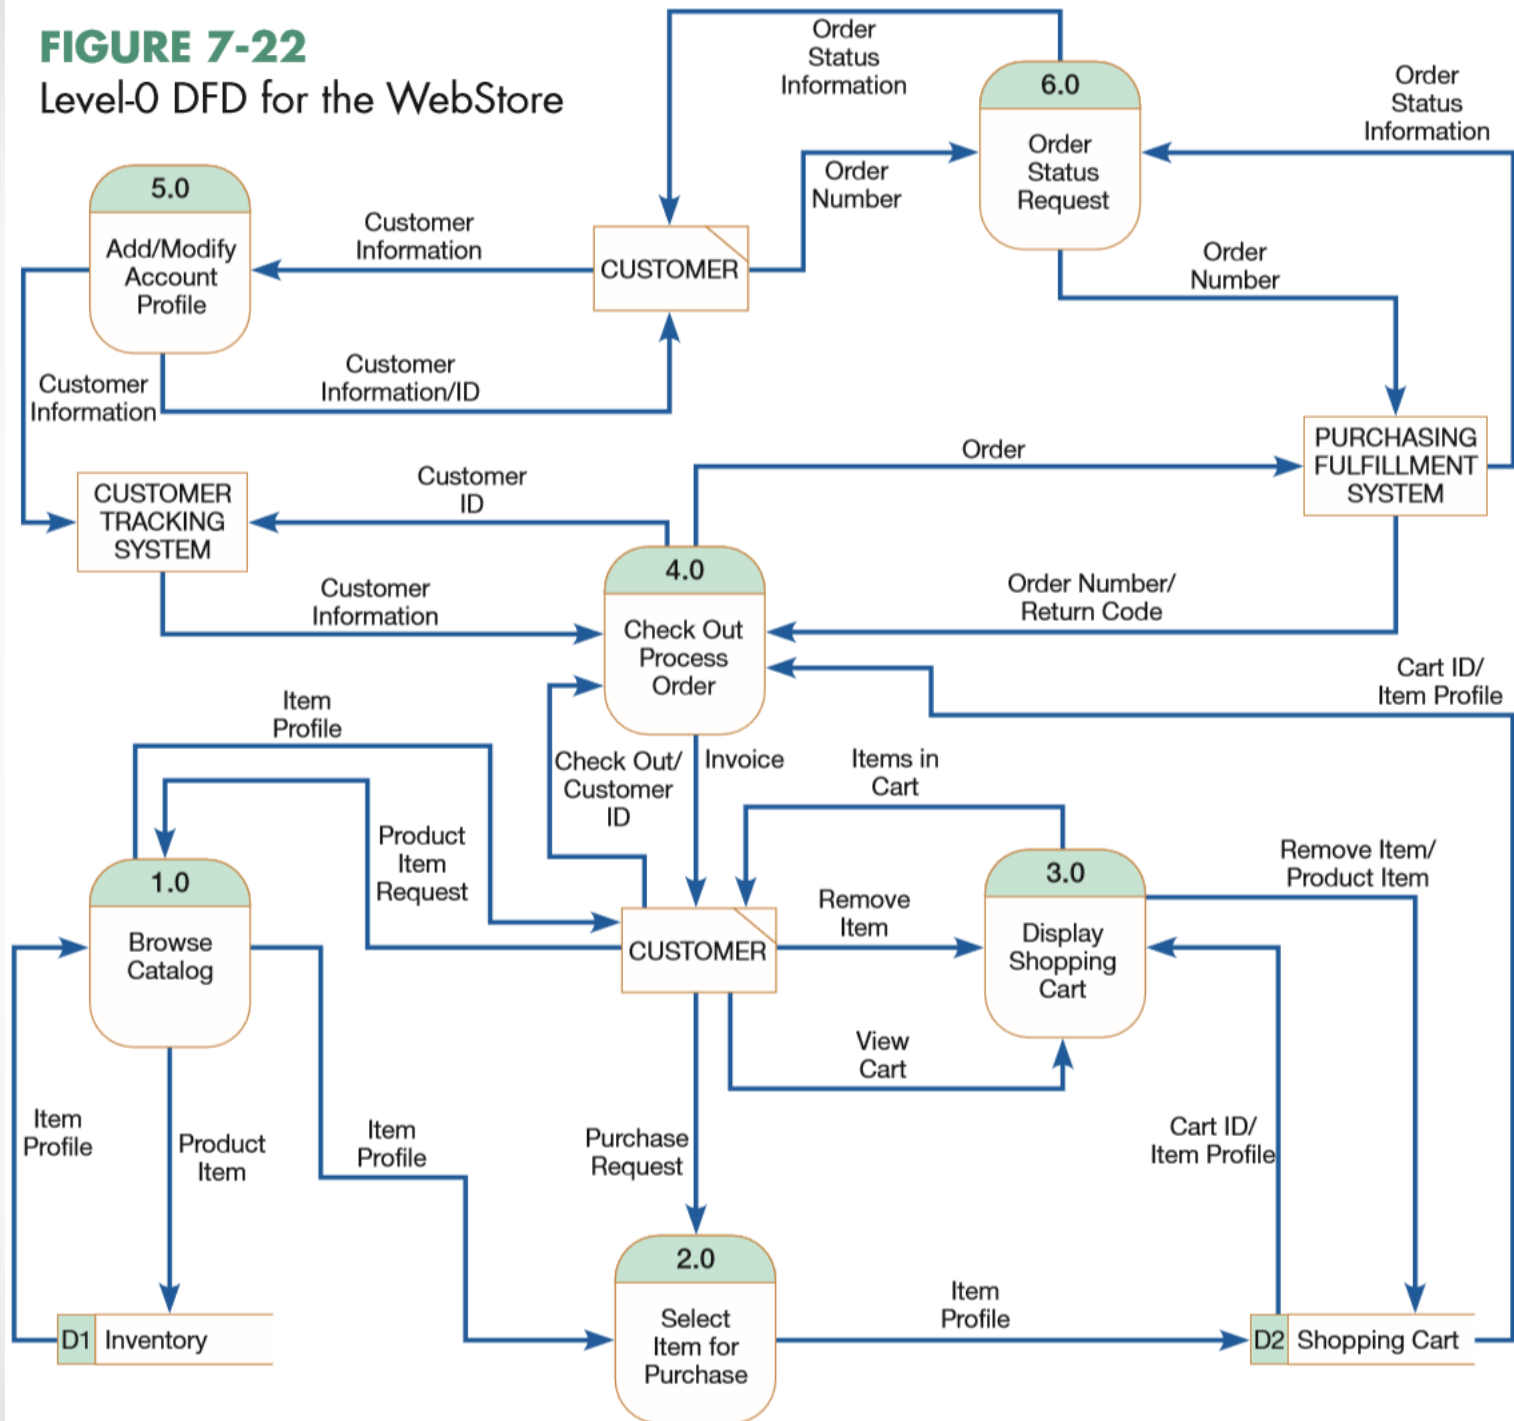 FIGURE 7-22
Level-0 DFD for the WebStore
Order
Status
Information
6.0
Order
Status
Request
Order
Status
Information
5.0
Add/Modify
Account
Profile
Customer
Information
CUSTOMER
Order
Number
Order
Number
Customer
Information
Customer
Information/ID
CUSTOMER
TRACKING
SYSTEM
Customer
ID
Order
PURCHASING
FULFILLMENT
SYSTEM
Customer
Information
4.0
Check Out
Process
Order
Order Number/
Return Code
Cart ID/
Item Profile
Item
Profile
Check Out/
Customer
ID
Invoice
Items in
Cart
Product
Item
Request
1.0
Browse
Catalog
CUSTOMER
Remove
Item
3.0
Display
Shopping
Cart
Remove Item/
Product Item
View
Cart
Item
Profile
Product
Item
Item
Profile
Purchase
Request
Cart ID/
Item Profile
2.0
Select
Item for
Purchase
Item
Profile
D1 Inventory
D2 Shopping Cart